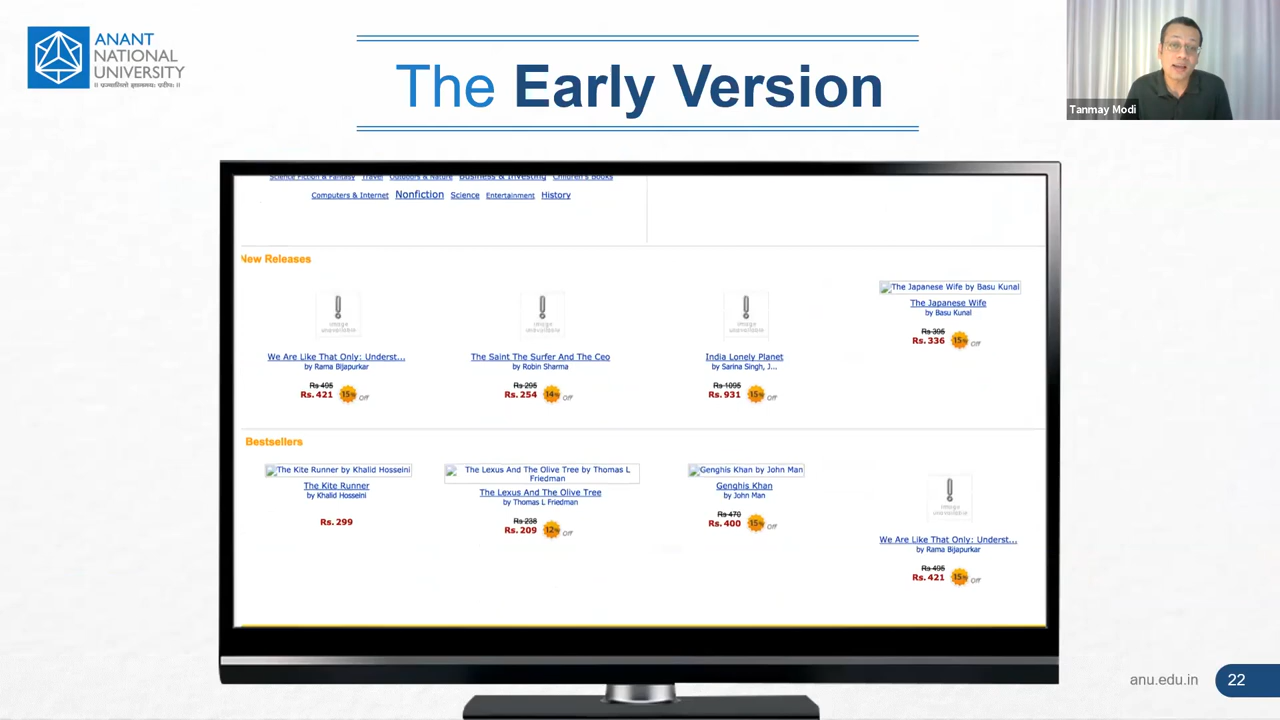 ANANT
NATIONAL
UNIVERSITY
The Early Version
Tanmay Modi
Science Fiction & Fantasy Travel Outdoors & Nature Business & Investing Children's Books
Computers & Internet Nonfiction Science Entertainment History
New Releases
image
unavailable
We Are Like That Only: Underst...
by Rama Bijapurkar
Rs 495
Rs. 421 15% Off
image
unavailable
The Saint The Surfer And The Ceo
by Robin Sharma
Rs 295
Rs. 254 14% Off
image
unavailable
India Lonely Planet
by Sarina Singh, J...
Rs 1095
Rs. 931 15% Off
The Japanese Wife by Basu Kunal
The Japanese Wife
by Basu Kunal
Rs 395
Rs. 336 15% Off
Bestsellers
The Kite Runner by Khalid Hosseini
The Kite Runner
by Khalid Hosseini
Rs. 299
The Lexus And The Olive Tree by Thomas L
Friedman
The Lexus And The Olive Tree
by Thomas L Friedman
Rs 238
Rs. 209 12% Off
Genghis Khan by John Man
Genghis Khan
by John Man
Rs 470
Rs. 400 15% Off
image
unavailable
We Are Like That Only: Underst...
by Rama Bijapurkar
Rs 495
Rs. 421 15% Off
anu.edu.in 22